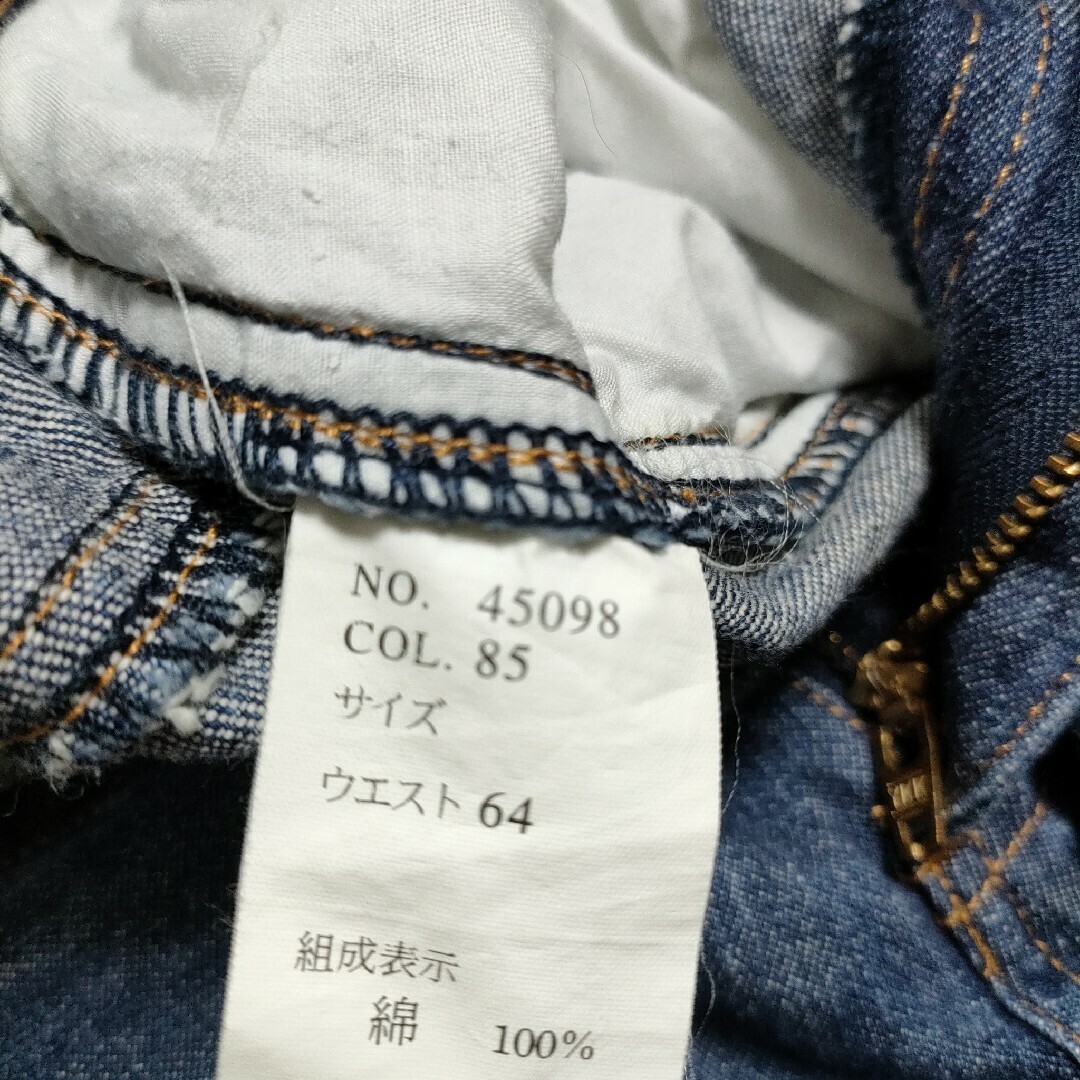 NO. 45098
COL. 85
サイズ
ウエスト 64
組成表示
綿 100%